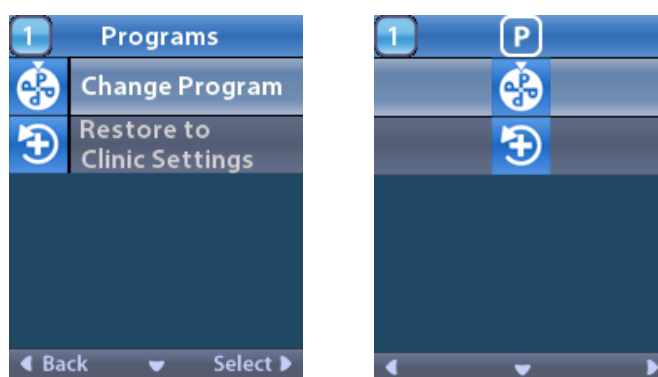 1 Programs
Change Program
Restore to
Clinic Settings
Back Select
1 P